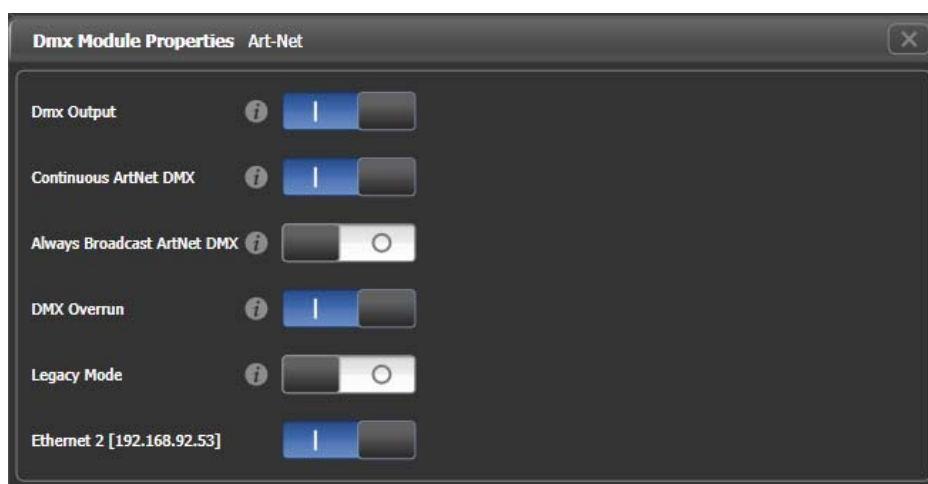 Dmx Module Properties Art-Net
Dmx Output
Continuous ArtNet DMX
Always Broadcast ArtNet DMX
DMX Overrun
Legacy Mode
Ethernet 2 [192.168.92.53]